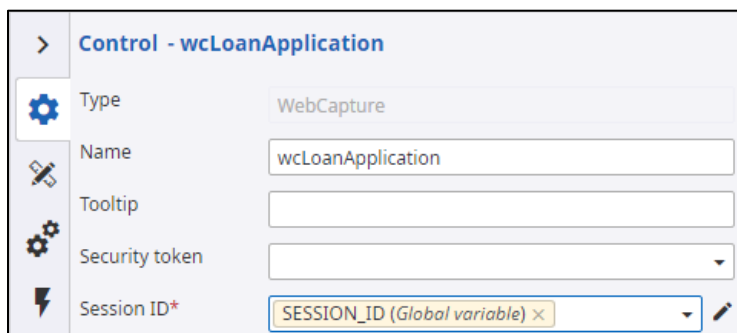 Control - wcLoanApplication
Type
WebCapture
Name
wcLoanApplication
Tooltip
Security token
Session ID*
SESSION_ID (Global variable) ×